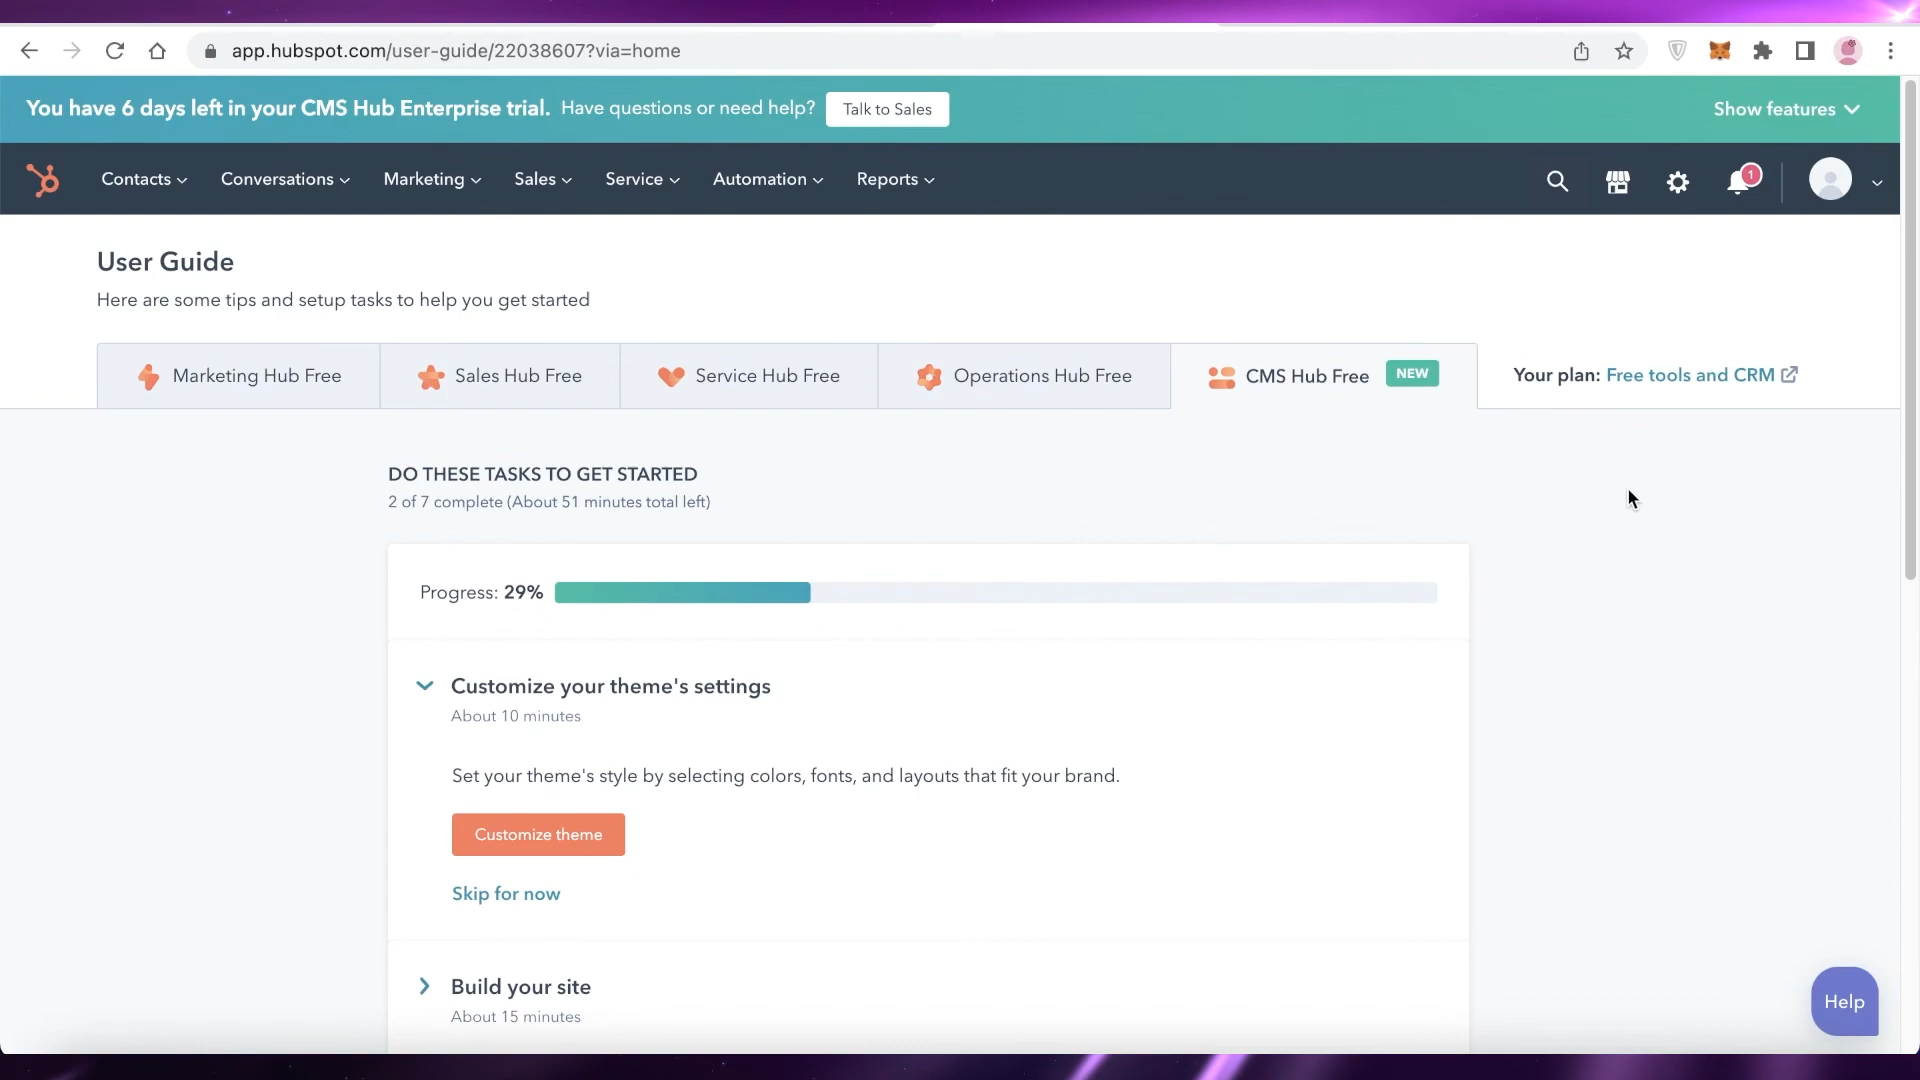 app.hubspot.com/user-guide/22038607?via=home
You have 6 days left in your CMS Hub Enterprise trial. Have questions or need help? Talk to Sales Show features
Contacts Conversations Marketing Sales Service Automation Reports 1
User Guide
Here are some tips and setup tasks to help you get started
Marketing Hub Free Sales Hub Free Service Hub Free Operations Hub Free CMS Hub Free NEW Your plan: Free tools and CRM
DO THESE TASKS TO GET STARTED
2 of 7 complete (About 51 minutes total left)
Progress: 29%
Customize your theme's settings
About 10 minutes
Set your theme's style by selecting colors, fonts, and layouts that fit your brand.
Customize theme
Skip for now
Build your site
About 15 minutes
Help